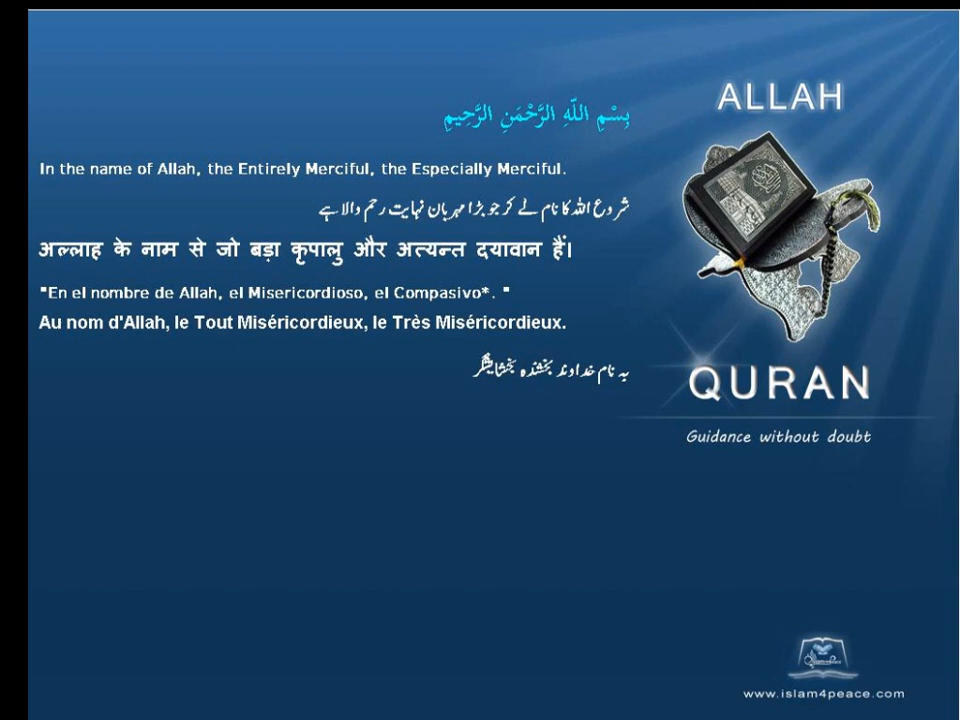 بِسْمِ اللّهِ الرَّحْمَنِ الرَّحِيمِ
In the name of Allah, the Entirely Merciful, the Especially Merciful.
شروع الله کا نام لے کر جو بڑا مہربان نہایت رحم والا ہے
अल्लाह के नाम से जो बड़ा कृपालु और अत्यन्त दयावान हैं।
"En el nombre de Allah, el Misericordioso, el Compasivo*. "
Au nom d'Allah, le Tout Miséricordieux, le Très Miséricordieux.
به نام خداوند بخشنده بخشایشگر
ALLAH
QURAN
Guidance without doubt
www.islam4peace.com